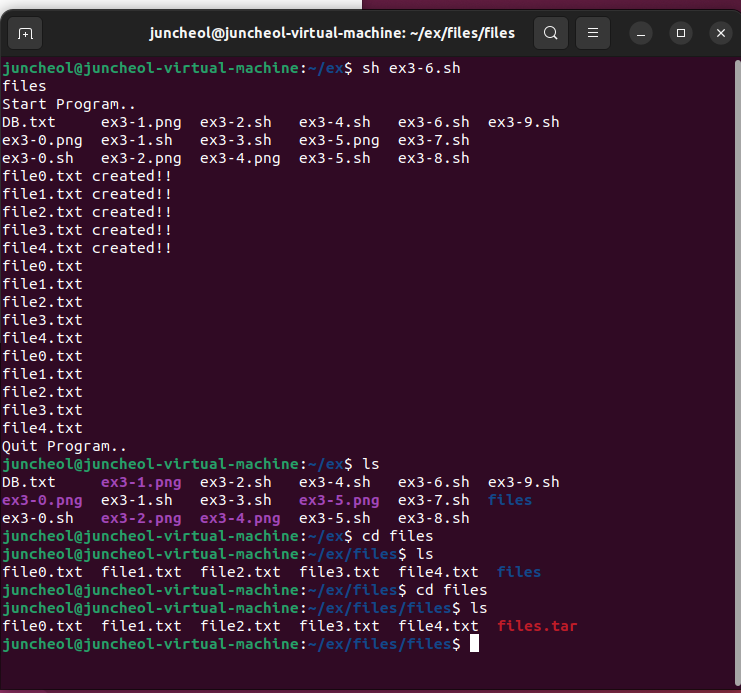 juncheol@juncheol-virtual-machine: ~/ex/files/files
juncheol@juncheol-virtual-machine:~/ex$ sh ex3-6.sh
files
Start Program..
DB.txt     ex3-1.png  ex3-2.sh   ex3-4.sh   ex3-6.sh  ex3-9.sh
ex3-0.png  ex3-1.sh   ex3-3.sh   ex3-5.png  ex3-7.sh
ex3-0.sh   ex3-2.png  ex3-4.png  ex3-5.sh   ex3-8.sh
file0.txt created!!
file1.txt created!!
file2.txt created!!
file3.txt created!!
file4.txt created!!
file0.txt
file1.txt
file2.txt
file3.txt
file4.txt
file0.txt
file1.txt
file2.txt
file3.txt
file4.txt
Quit Program..
juncheol@juncheol-virtual-machine:~/ex$ ls
DB.txt     ex3-1.png  ex3-2.sh   ex3-4.sh   ex3-6.sh  ex3-9.sh
ex3-0.png  ex3-1.sh   ex3-3.sh   ex3-5.png  ex3-7.sh  files
ex3-0.sh   ex3-2.png  ex3-4.png  ex3-5.sh   ex3-8.sh
juncheol@juncheol-virtual-machine:~/ex$ cd files
juncheol@juncheol-virtual-machine:~/ex/files$ ls
file0.txt  file1.txt  file2.txt  file3.txt  file4.txt  files
juncheol@juncheol-virtual-machine:~/ex/files$ cd files
juncheol@juncheol-virtual-machine:~/ex/files/files$ ls
file0.txt  file1.txt  file2.txt  file3.txt  file4.txt  files.tar
juncheol@juncheol-virtual-machine:~/ex/files/files$